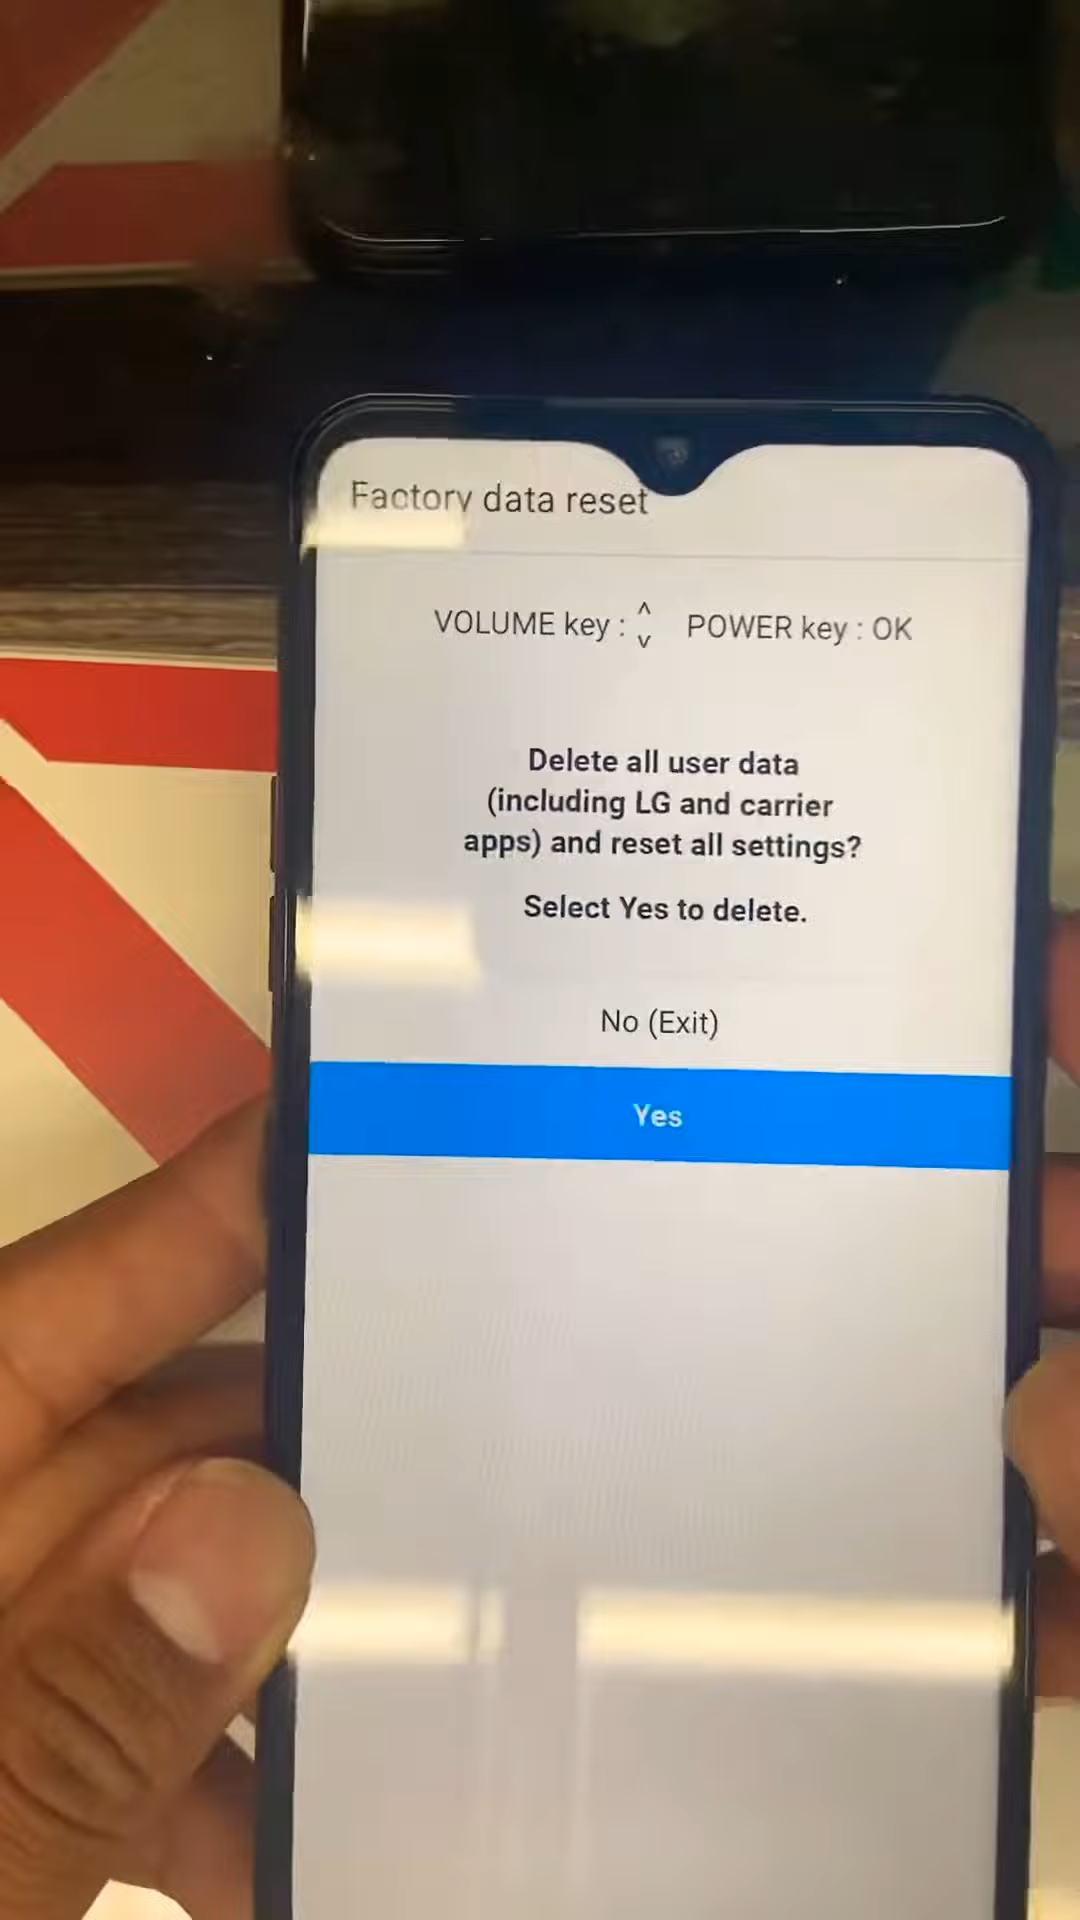 Factory data reset
VOLUME key : ^ v POWER key : OK
Delete all user data
(including LG and carrier
apps) and reset all settings?
Select Yes to delete.
No (Exit)
Yes